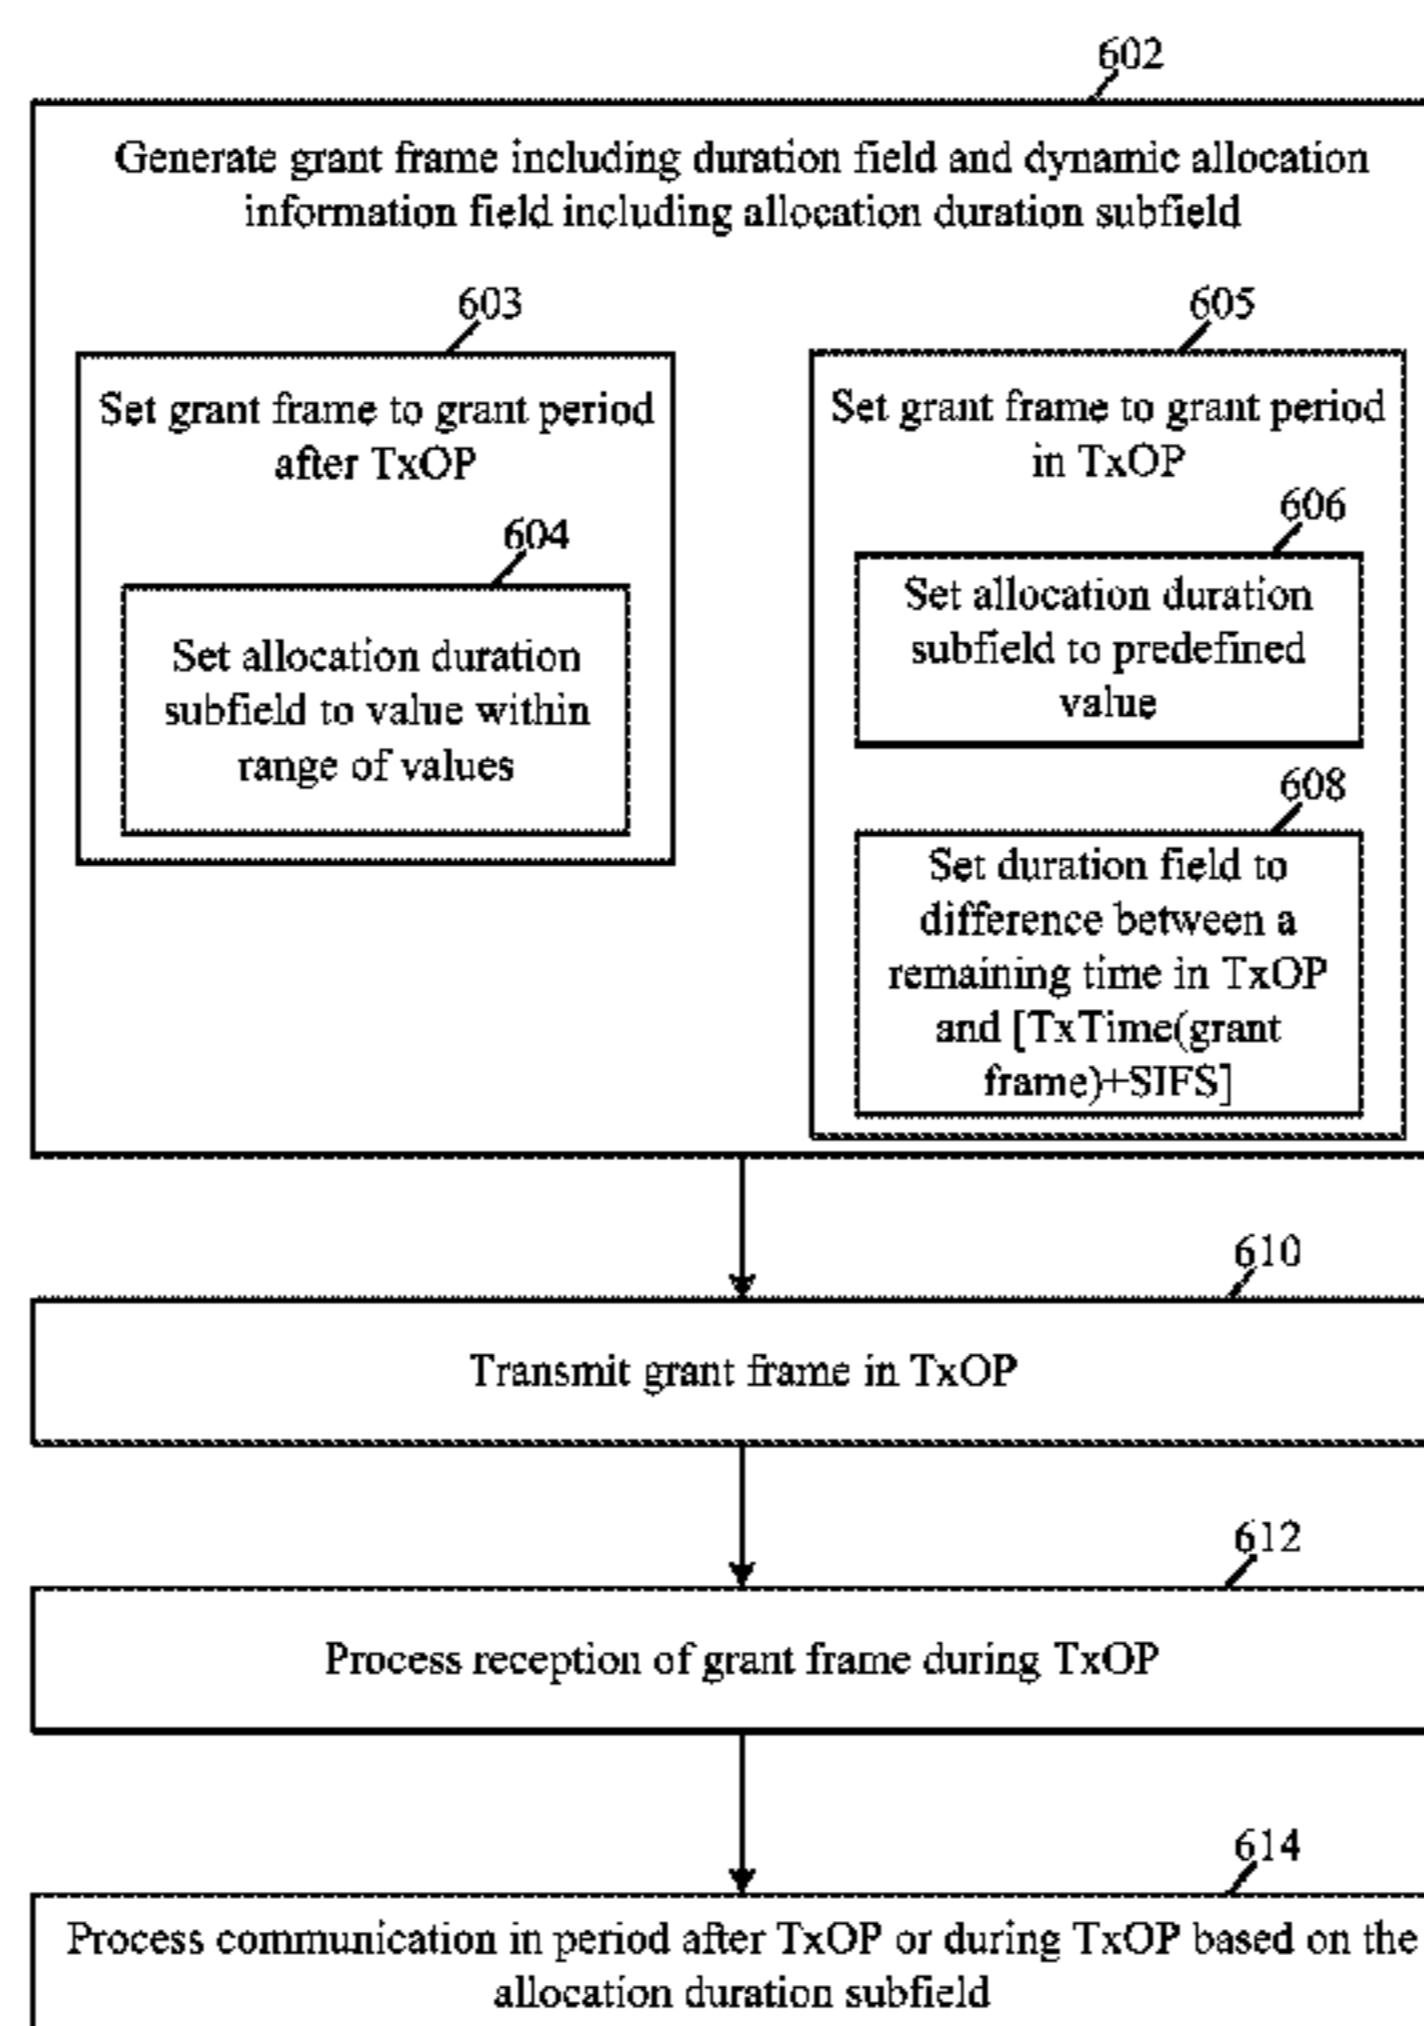 602
Generate grant frame including duration field and dynamic allocation
information field including allocation duration subfield
603
Set grant frame to grant period
after TxOP
604
Set allocation duration
subfield to value within
range of values
605
Set grant frame to grant period
in TxOP
606
Set allocation duration
subfield to predefined
value
608
Set duration field to
difference between a
remaining time in TxOP
and [TxTime(grant
frame)+SIFS]
610
Transmit grant frame in TxOP
612
Process reception of grant frame during TxOP
614
Process communication in period after TxOP or during TxOP based on the
allocation duration subfield